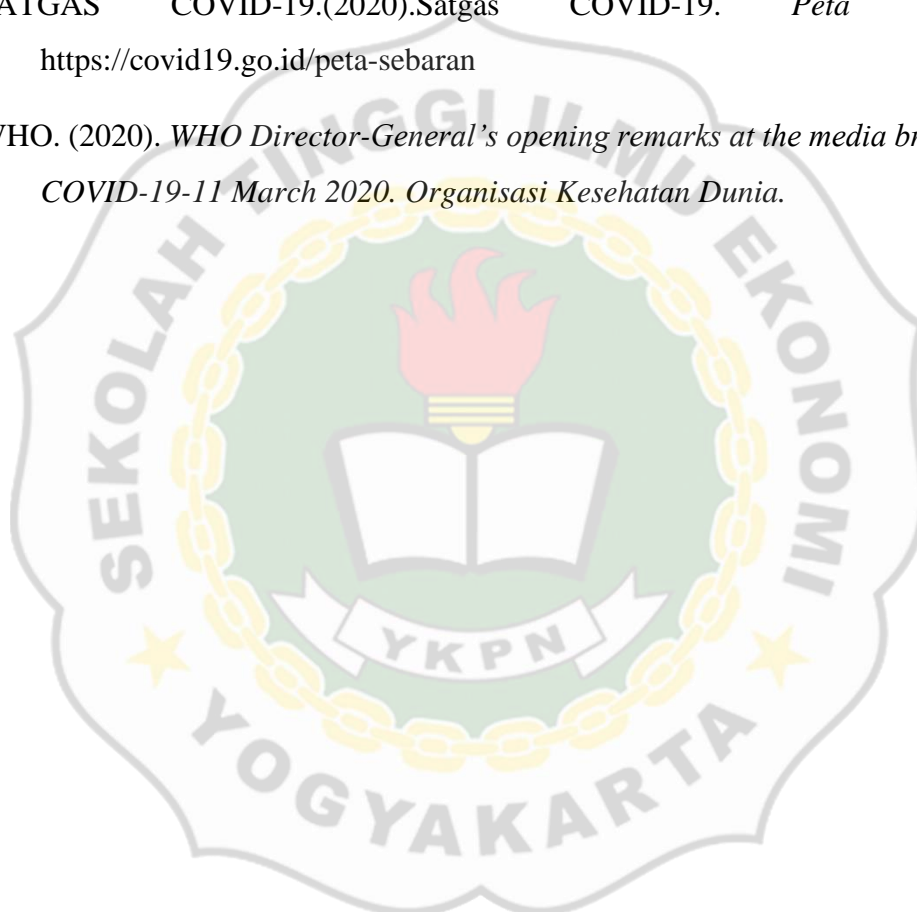 ATGAS COVID-19.(2020).Satgas COVID-19. Peta
https://covid19.go.id/peta-sebaran
WHO. (2020). WHO Director-General’s opening remarks at the media br
COVID-19-11 March 2020. Organisasi Kesehatan Dunia.
SEKOLAH TINGGI ILMU EKONOMI
YKPN
YOGYAKARTA